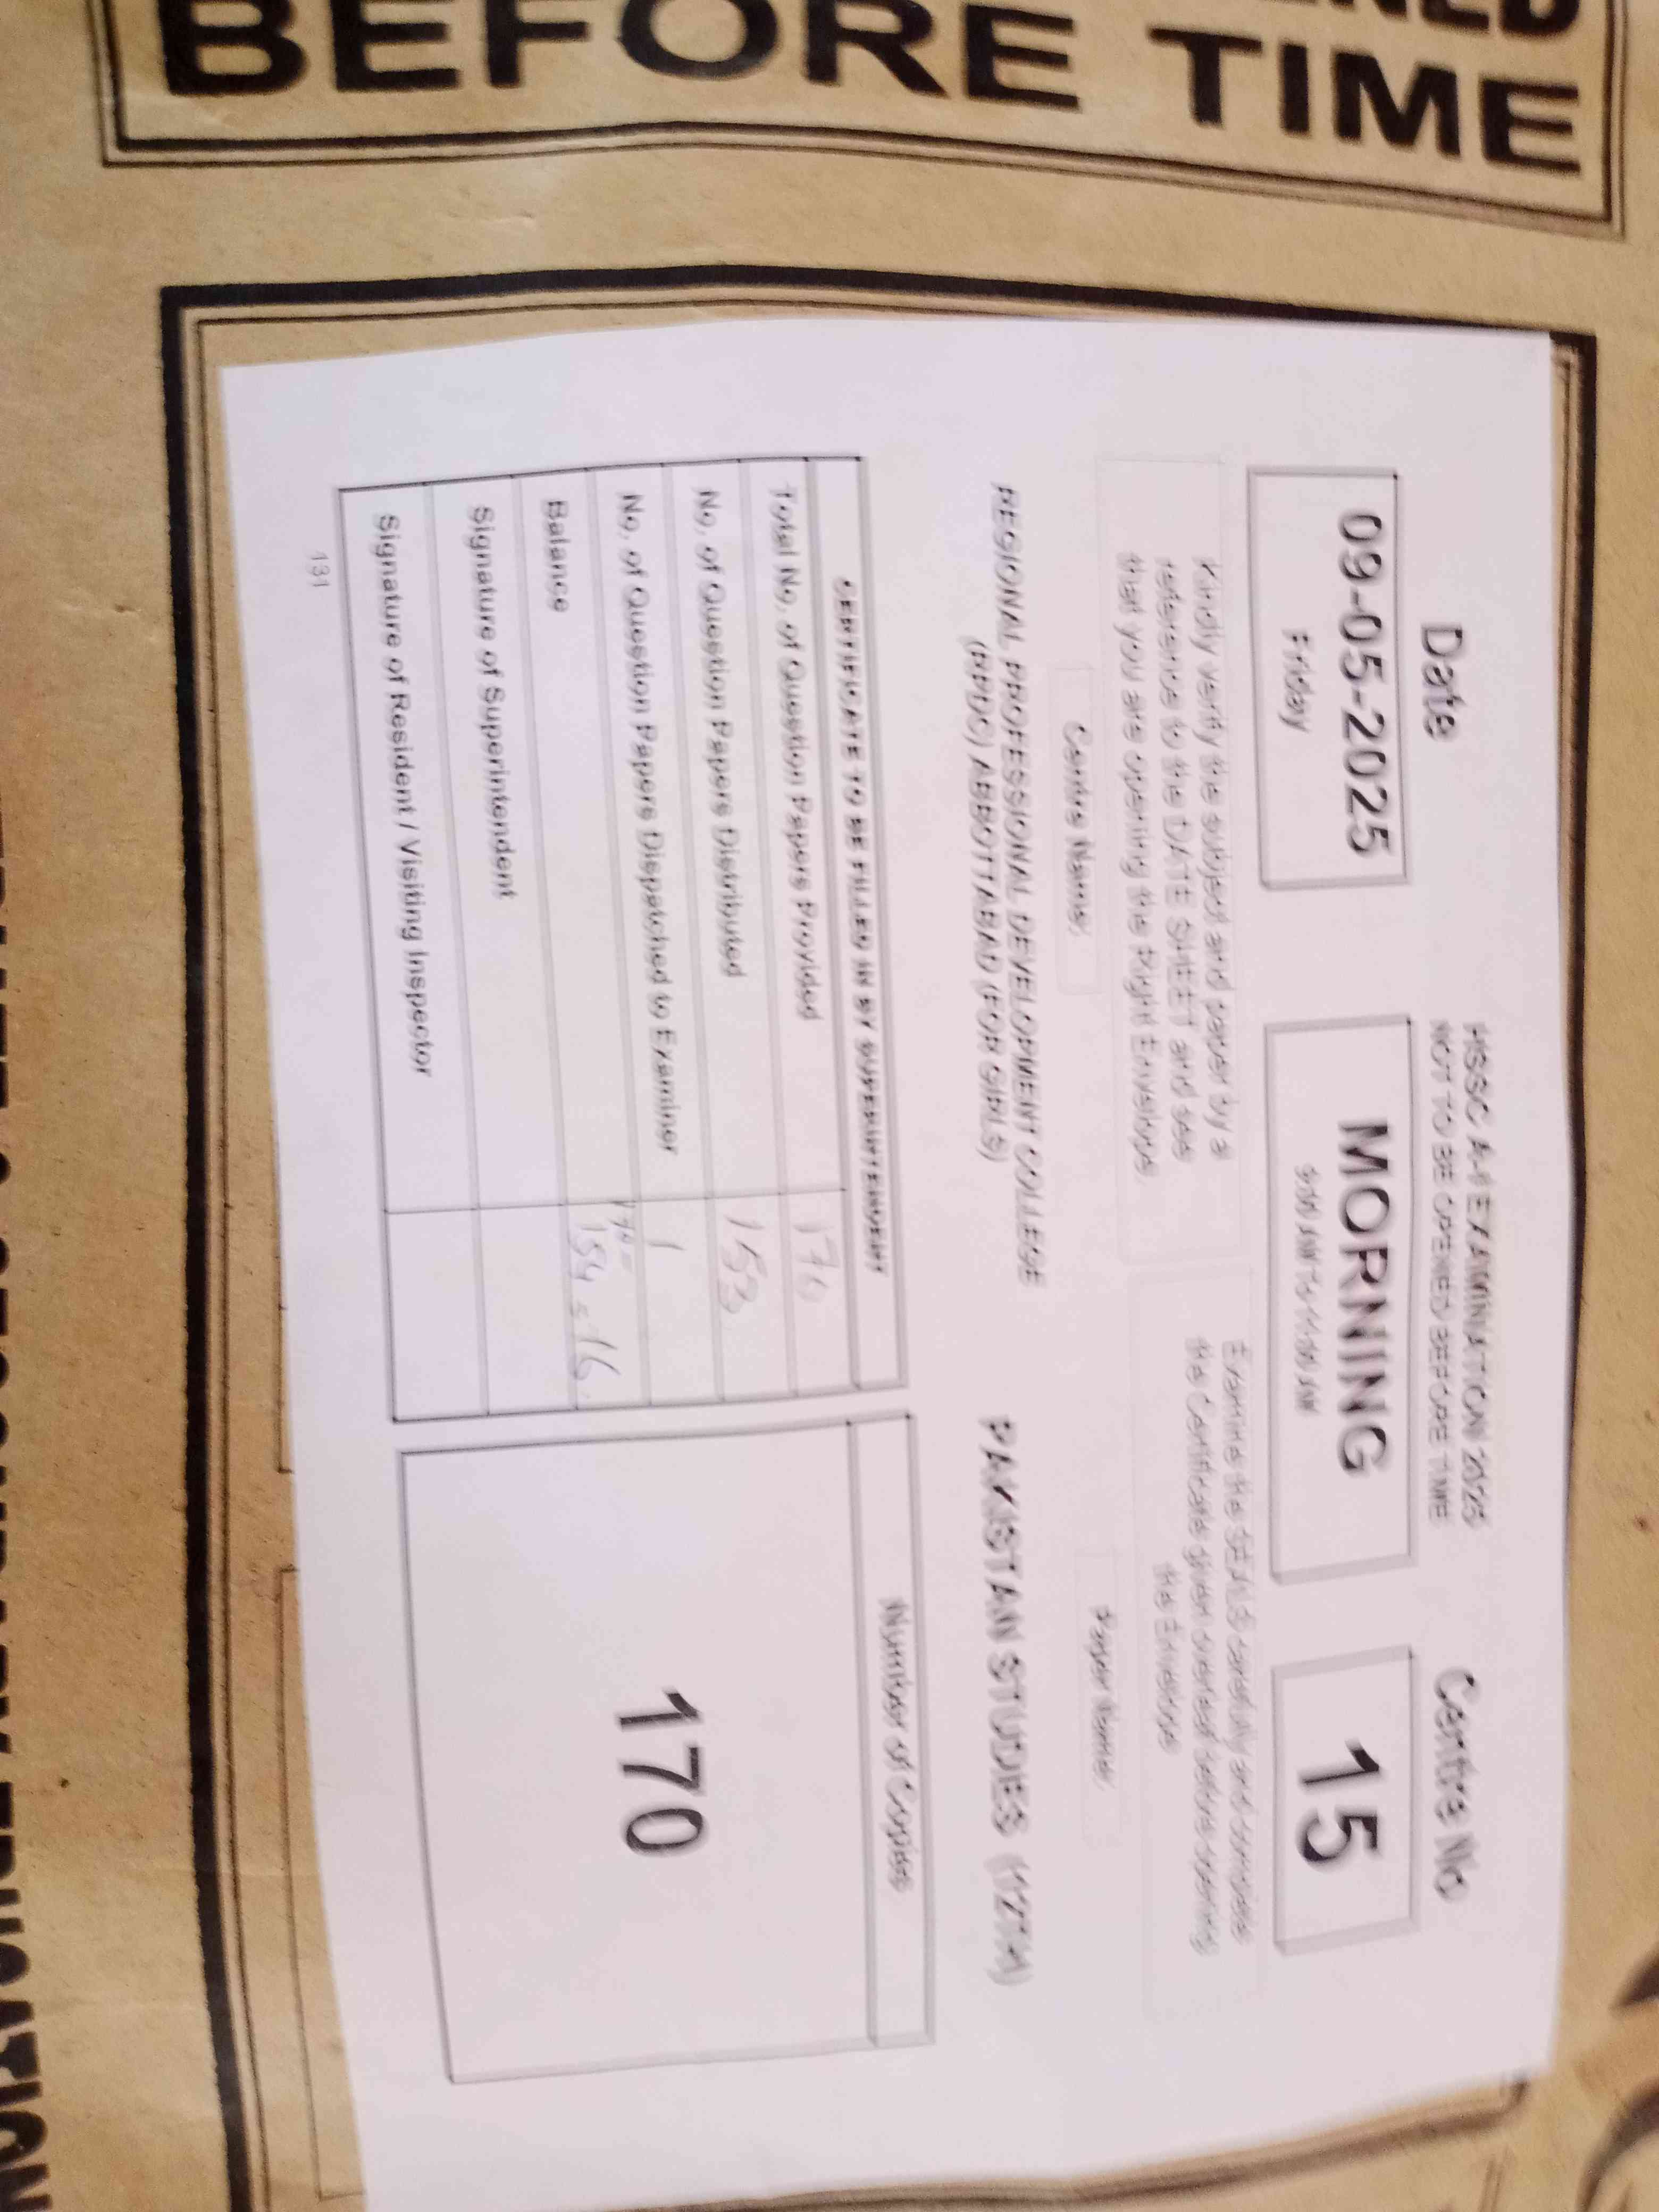 BEFORE TIME
HSSC A-I EXAMINATION 2025
NOT TO BE OPENED BEFORE TIME
Date
09-05-2025
Friday
MORNING
Centre No
15
Kindly verify the subject and paper by a
reference to the DATE SHEET and see
that you are opening the Right Envelope
Examine the SEALS carefully and complete
the Certificate given overleaf before opening
the Envelope
Centre Name:
REGIONAL PROFESSIONAL DEVELOPMENT COLLEGE
(RPDC) ABBOTTABAD (FOR GIRLS)
Paper Name:
PAKISTAN STUDIES
CERTIFICATE TO BE FILLED IN BY SUPERINTENDENT
Total No. of Question Papers Provided 170
No. of Question Papers Distributed 153
No. of Question Papers Dispatched to Examiner 1
Balance 170-
154 = 16
Signature of Superintendent
Signature of Resident / Visiting Inspector
Number of Copies
170
131